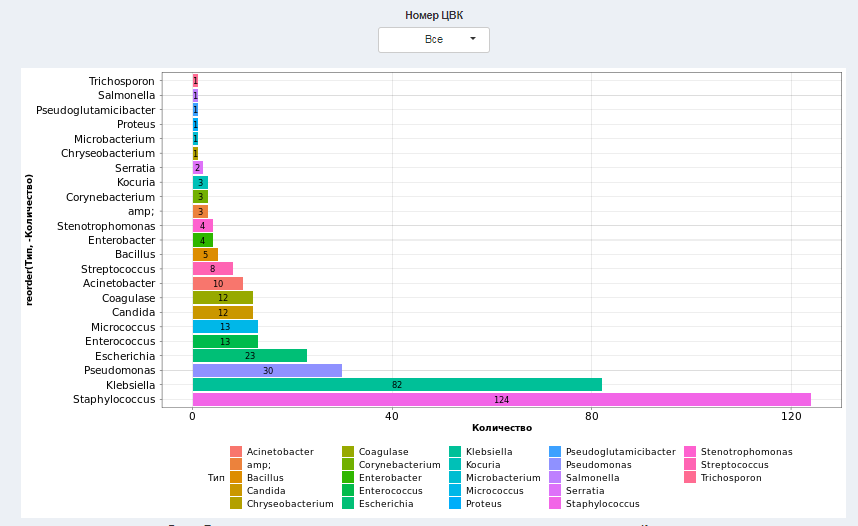 Номер ЦВК
Все
reorder(Тип, -Количество)
Trichosporon 1
Salmonella 1
Pseudoglutamicibacter 1
Proteus 1
Microbacterium 1
Chryseobacterium 1
Serratia 2
Kocuria 3
Corynebacterium 3
amp; 3
Stenotrophomonas 4
Enterobacter 4
Bacillus 5
Streptococcus 8
Acinetobacter 10
Coagulase 12
Candida 12
Micrococcus 13
Enterococcus 13
Escherichia 23
Pseudomonas 30
Klebsiella 82
Staphylococcus 124
0 40 80 120
Количество
Тип
Acinetobacter Coagulase Klebsiella Pseudoglutamicibacter Stenotrophomonas
amp; Corynebacterium Kocuria Pseudomonas Streptococcus
Bacillus Enterobacter Microbacterium Salmonella Trichosporon
Candida Enterococcus Micrococcus Serratia
Chryseobacterium Escherichia Proteus Staphylococcus